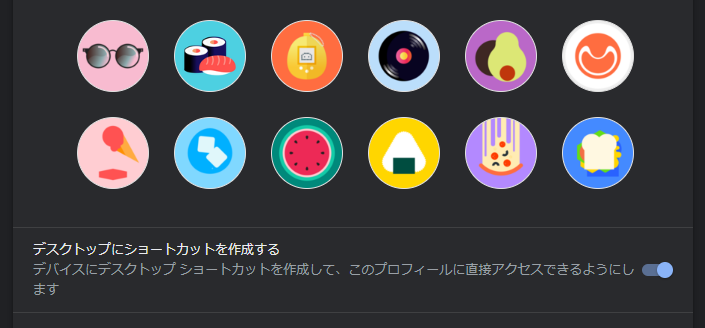 デスクトップにショートカットを作成する
デバイスにデスクトップ ショートカットを作成して、このプロフィールに直接アクセスできるようにし
ます